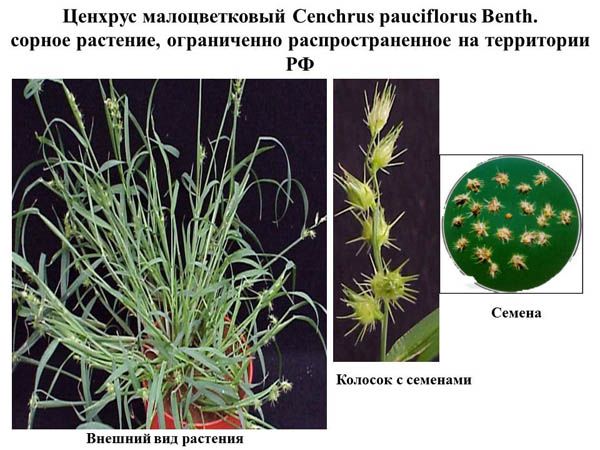 Ценхрус малоцветковый Cenchrus pauciflorus Benth.
сорное растение, ограниченно распространенное на территории
РФ
Семена
Колосок с семенами
Внешний вид растения